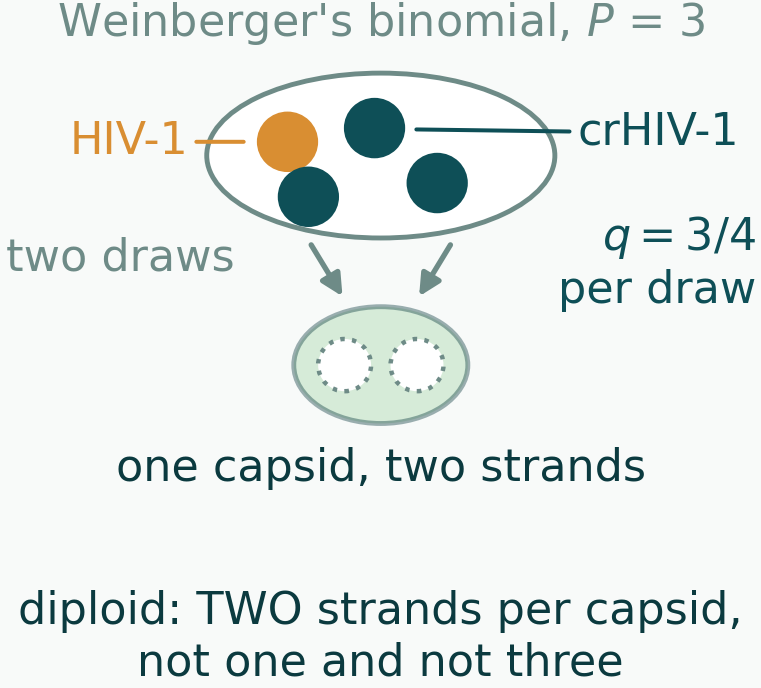 Weinberger's binomial, P = 3
HIV-1
crHIV-1
two draws
q = 3/4
per draw
one capsid, two strands
diploid: TWO strands per capsid,
not one and not three